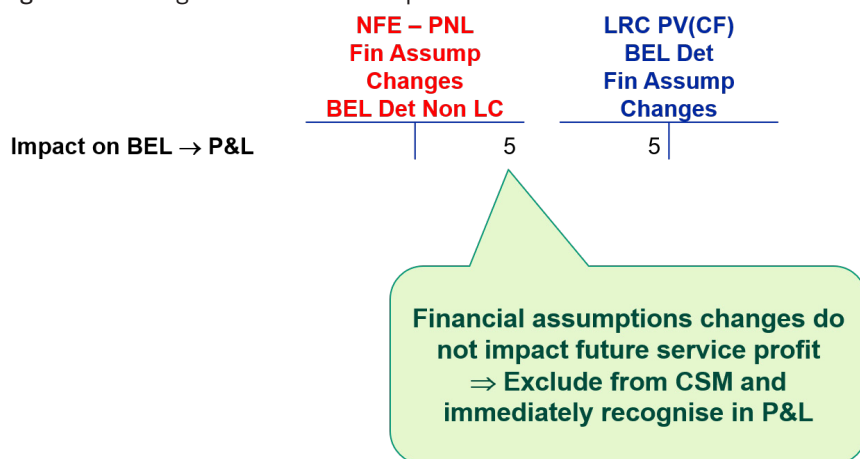 NFE – PNL
Fin Assump
Changes
BEL Det Non LC
LRC PV(CF)
BEL Det
Fin Assump
Changes
Impact on BEL → P&L 5 5
Financial assumptions changes do
not impact future service profit
⇒ Exclude from CSM and
immediately recognise in P&L